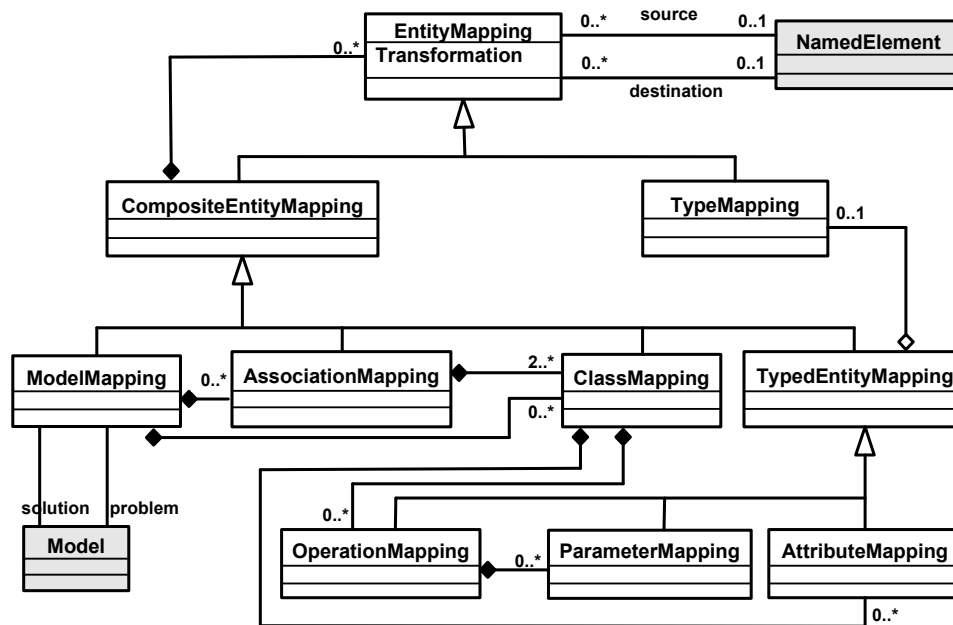 EntityMapping
Transformation
0..*
source
0..1
NamedElement
0..*
0..*
0..1
destination
CompositeEntityMapping
TypeMapping
0..1
ModelMapping
0..*
AssociationMapping
2..*
ClassMapping
0..*
TypedEntityMapping
solution
problem
Model
0..*
OperationMapping
0..*
ParameterMapping
AttributeMapping
0..*